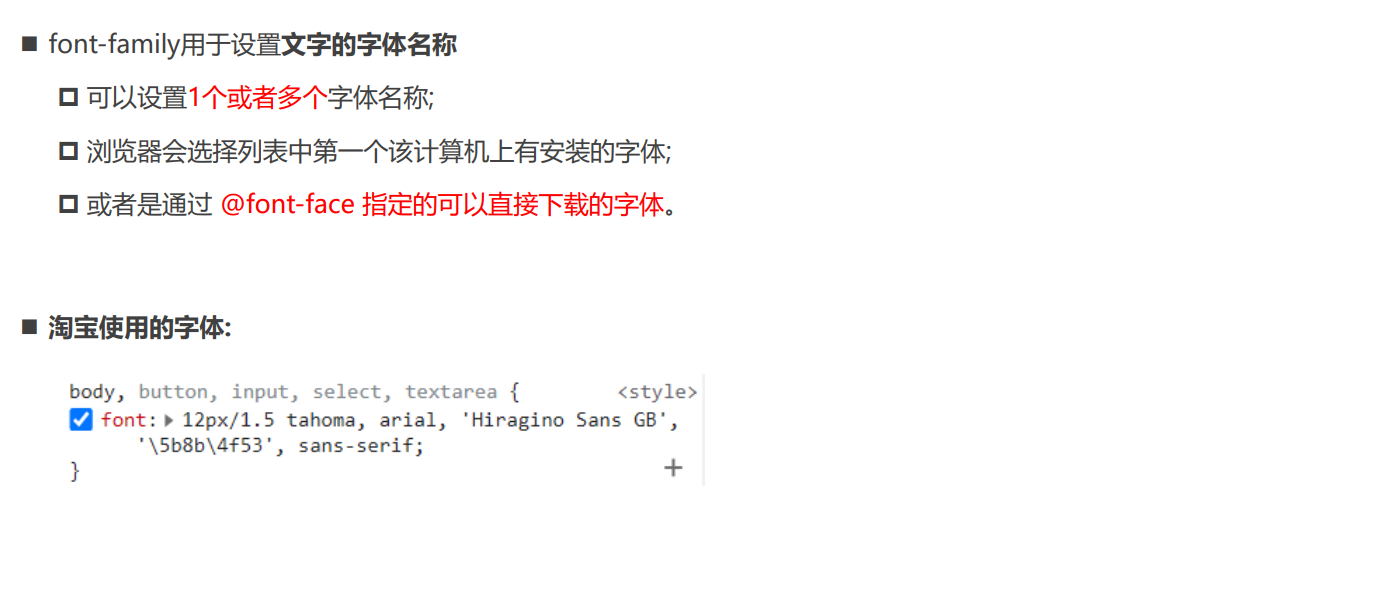 font-family用于设置文字的字体名称
可以设置1个或者多个字体名称;
浏览器会选择列表中第一个该计算机上有安装的字体;
或者是通过 @font-face 指定的可以直接下载的字体。
淘宝使用的字体:
body, button, input, select, textarea { <style>
font: 12px/1.5 tahoma, arial, 'Hiragino Sans GB',
'\5b8b\4f53', sans-serif;
}